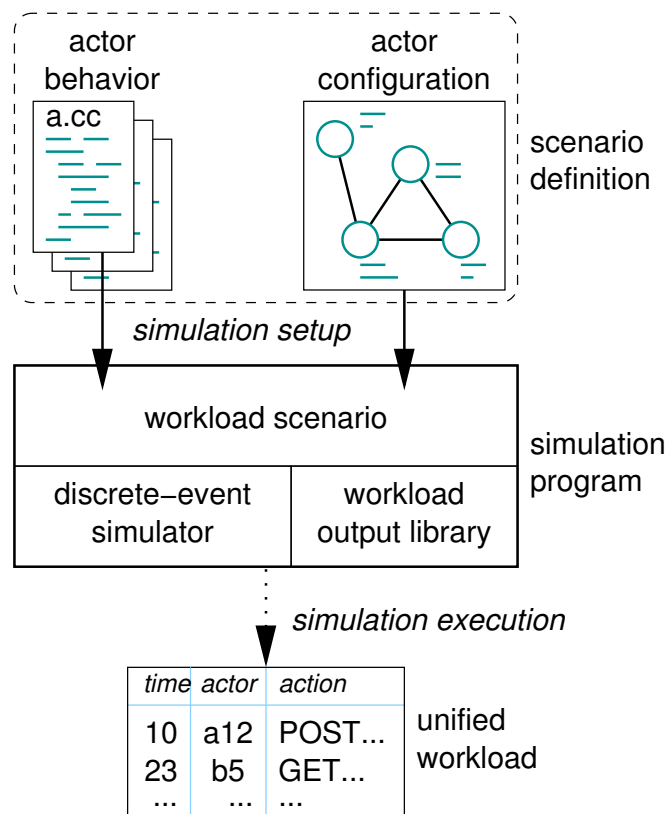 actor
behavior
actor
configuration
a.cc
scenario
definition
simulation setup
workload scenario
discrete−event
simulator
workload
output library
simulation
program
simulation execution
time actor action
10 a12 POST...
23 b5 GET...
... ... ...
unified
workload